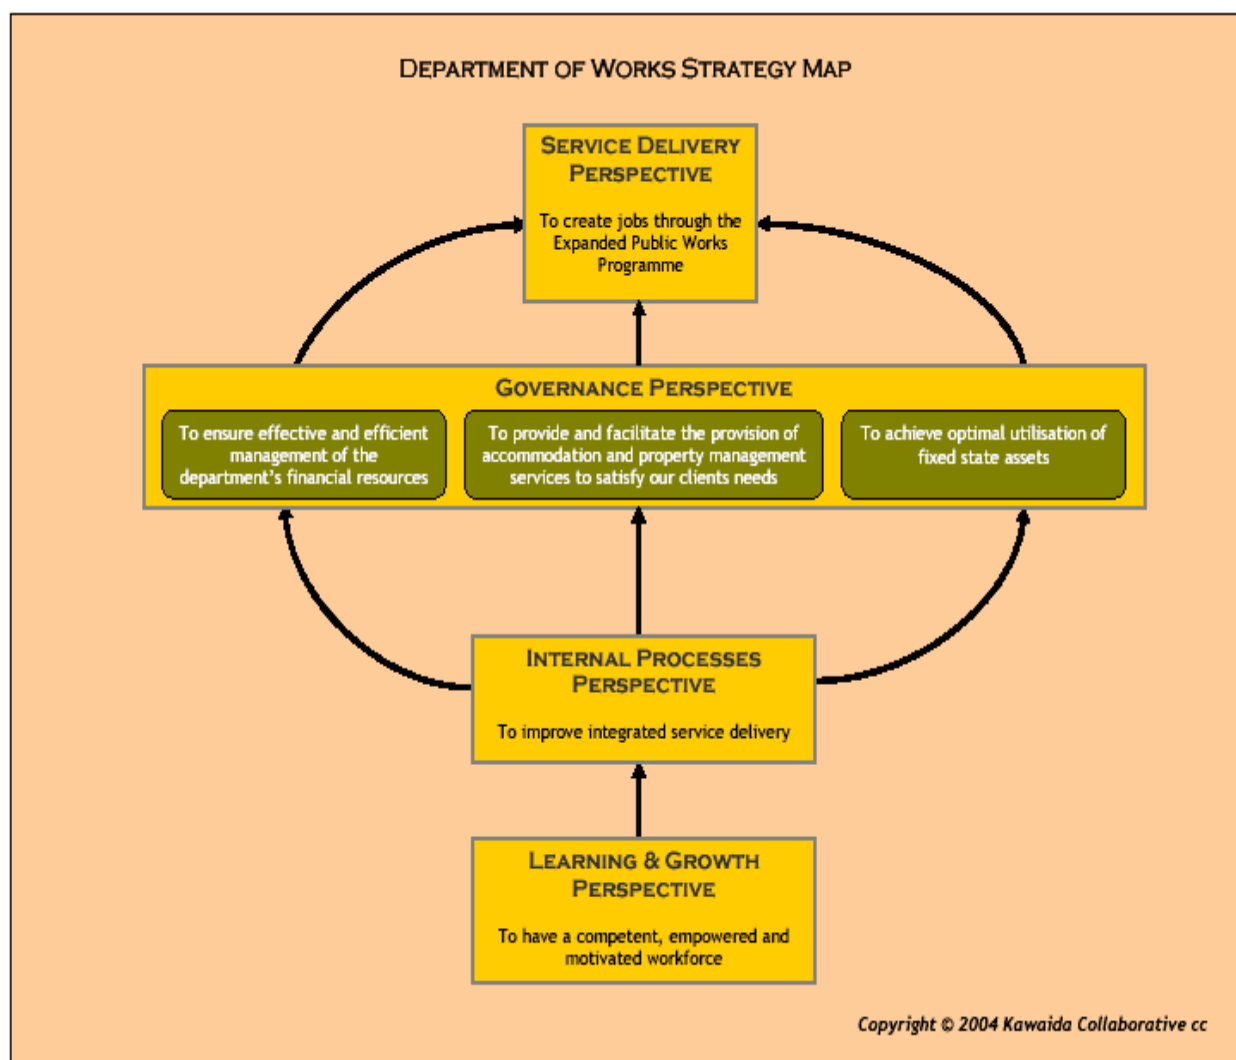 DEPARTMENT OF WORKS STRATEGY MAP
SERVICE DELIVERY
PERSPECTIVE
To create jobs through the
Expanded Public Works
Programme
GOVERNANCE PERSPECTIVE
To ensure effective and efficient
management of the
department's financial resources
To provide and facilitate the provision of
accommodation and property management
services to satisfy our clients needs
To achieve optimal utilisation of
fixed state assets
INTERNAL PROCESSES
PERSPECTIVE
To improve integrated service delivery
LEARNING & GROWTH
PERSPECTIVE
To have a competent, empowered and
motivated workforce
Copyright © 2004 Kawaida Collaborative cc